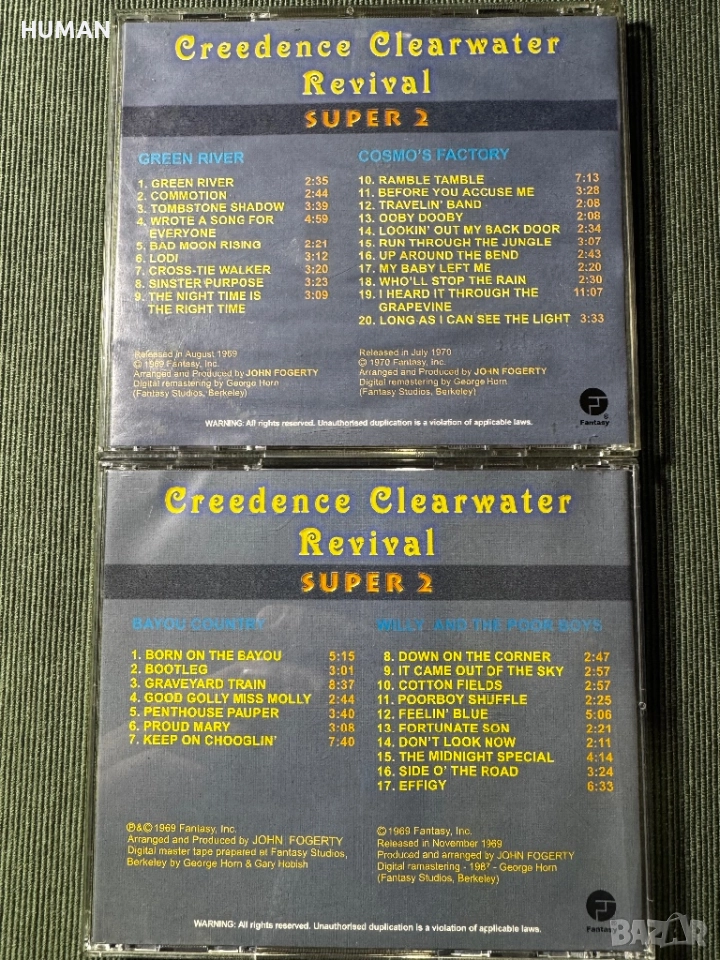 HUMAN
Creedence Clearwater
Revival
SUPER 2
GREEN RIVER
1. GREEN RIVER 2:35
2. COMMOTION 2:44
3. TOMBSTONE SHADOW 3:39
4. WROTE A SONG FOR 4:59
EVERYONE
5. BAD MOON RISING 2:21
6. LODI 3:12
7. CROSS-TIE WALKER 3:20
8. SINSTER PURPOSE 3:23
9. THE NIGHT TIME IS 3:09
THE RIGHT TIME
Released in August 1969
© 1969 Fantasy, Inc.
Arranged and Produced by JOHN FOGERTY
Digital remastering by George Horn
(Fantasy Studios, Berkeley)
COSMO'S FACTORY
10. RAMBLE TAMBLE 7:13
11. BEFORE YOU ACCUSE ME 3:28
12. TRAVELIN' BAND 2:08
13. OOBY DOOBY 2:08
14. LOOKIN' OUT MY BACK DOOR 2:34
15. RUN THROUGH THE JUNGLE 3:07
16. UP AROUND THE BEND 2:43
17. MY BABY LEFT ME 2:20
18. WHO'LL STOP THE RAIN 2:30
19. I HEARD IT THROUGH THE 11:07
GRAPEVINE
20. LONG AS I CAN SEE THE LIGHT 3:33
Released in July 1970
© 1970 Fantasy, Inc.
Arranged and Produced by JOHN FOGERTY
Digital remastering by George Horn
(Fantasy Studios, Berkeley)
®
Fantasy
WARNING: All rights reserved. Unauthorised duplication is a violation of applicable laws.
Creedence Clearwater
Revival
SUPER 2
BAYOU COUNTRY
1. BORN ON THE BAYOU 5:15
2. BOOTLEG 3:01
3. GRAVEYARD TRAIN 8:37
4. GOOD GOLLY MISS MOLLY 2:44
5. PENTHOUSE PAUPER 3:40
6. PROUD MARY 3:08
7. KEEP ON CHOOGLIN' 7:40
℗&© 1969 Fantasy, Inc.
Arranged and Produced by JOHN FOGERTY
Digital master tape prepared at Fantasy Studios,
Berkeley by George Horn & Gary Hobish
WILLY AND THE POOR BOYS
8. DOWN ON THE CORNER 2:47
9. IT CAME OUT OF THE SKY 2:57
10. COTTON FIELDS 2:57
11. POORBOY SHUFFLE 2:25
12. FEELIN' BLUE 5:06
13. FORTUNATE SON 2:21
14. DON'T LOOK NOW 2:11
15. THE MIDNIGHT SPECIAL 4:14
16. SIDE O' THE ROAD 3:24
17. EFFIGY 6:33
© 1969 Fantasy, Inc.
Released in November 1969
Produced and arranged by JOHN FOGERTY
Digital remastering - 1987 - George Horn
(Fantasy Studios, Berkeley)
Fantasy
WARNING: All rights reserved. Unauthorised duplication is a violation of applicable laws.
BAZAR